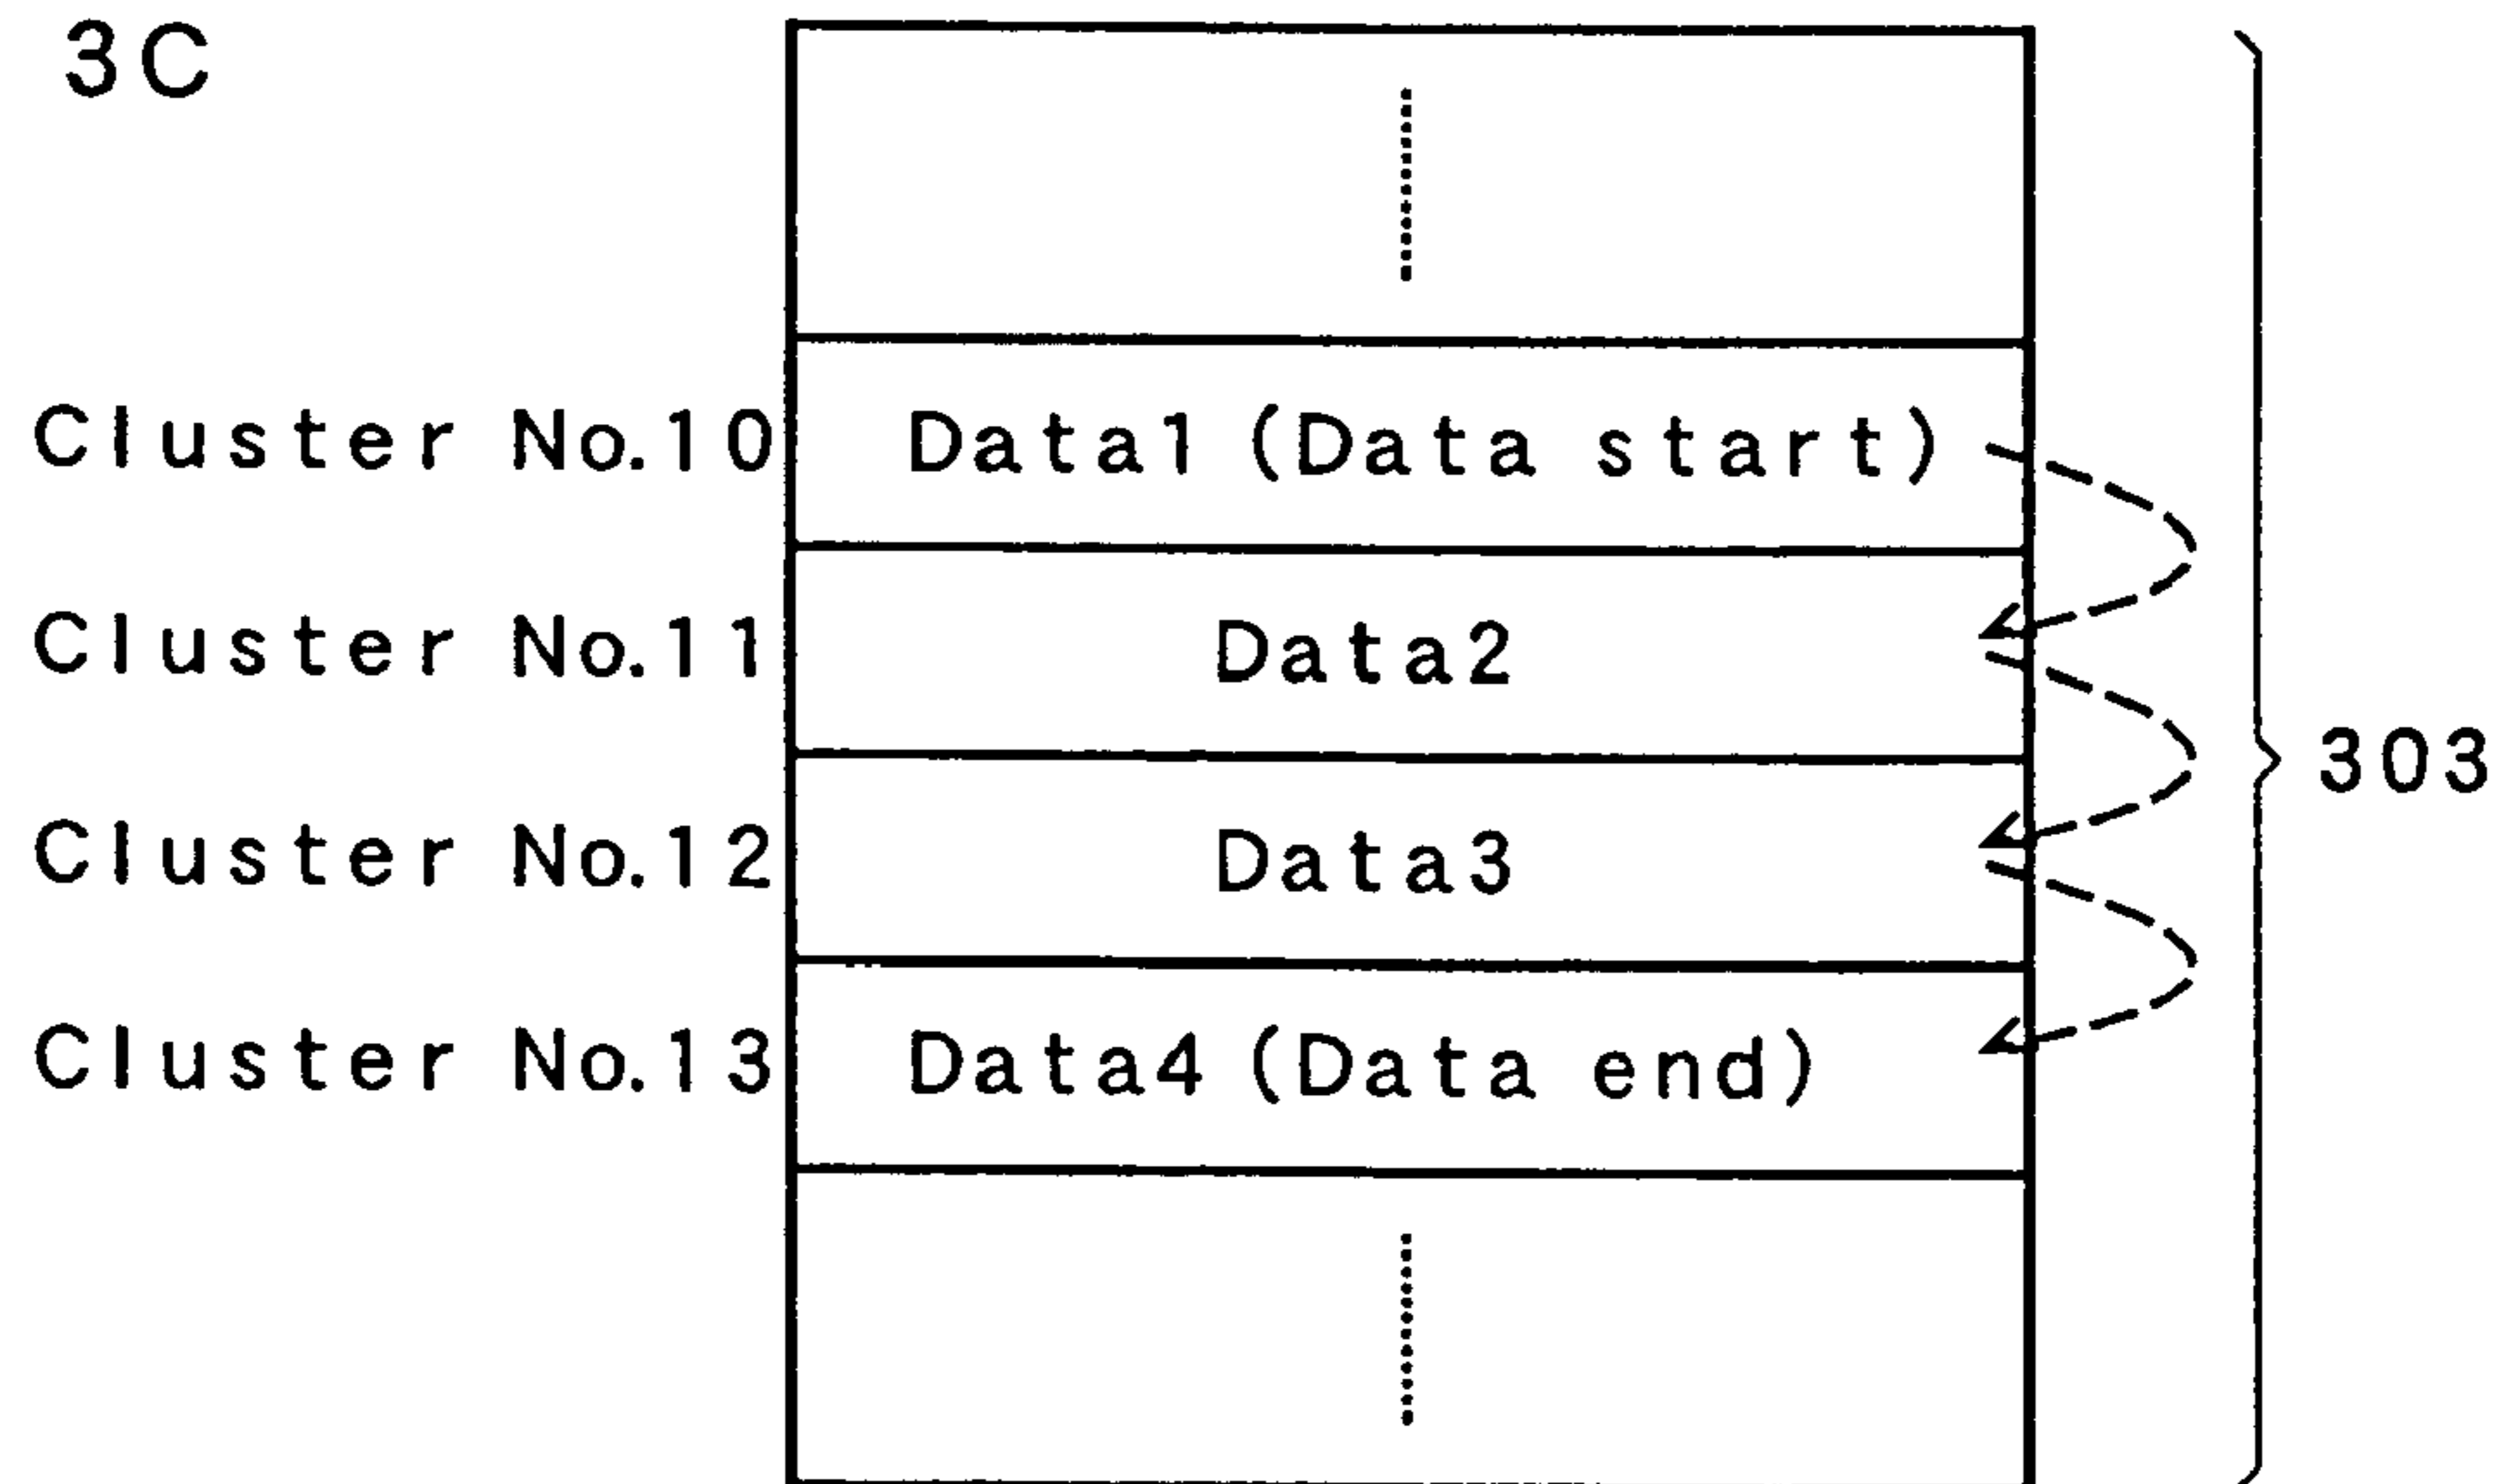 3C
Cluster No.10 Data1 (Data start)
Cluster No.11 Data2
303
Cluster No.12 Data3
Cluster No.13 Data4 (Data end)